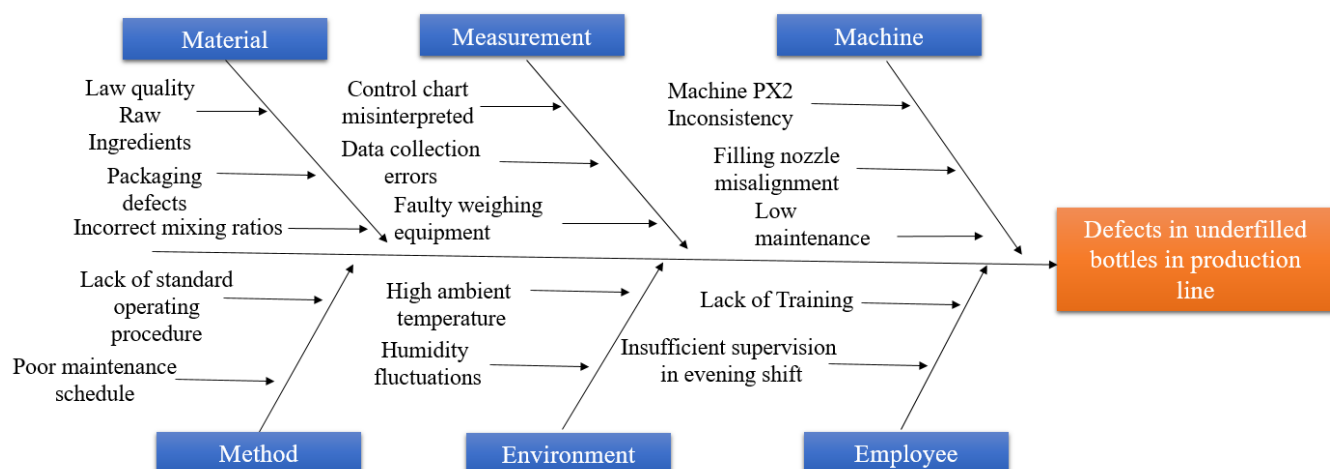 Material
Measurement
Machine
Law quality
Raw
Ingredients
Packaging
defects
Incorrect mixing ratios
Control chart
misinterpreted
Data collection
errors
Faulty weighing
equipment
Machine PX2
Inconsistency
Filling nozzle
misalignment
Low
maintenance
Defects in underfilled
bottles in production
line
Lack of standard
operating
procedure
Poor maintenance
schedule
High ambient
temperature
Humidity
fluctuations
Lack of Training
Insufficient supervision
in evening shift
Method
Environment
Employee